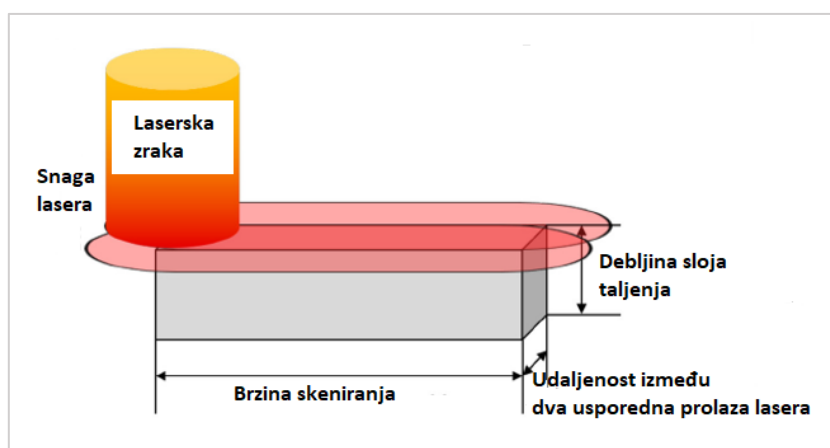 Laserska
zraka
Snaga
lasera
Debljina sloja
taljenja
Brzina skeniranja
Udaljenost između
dva usporedna prolaza lasera